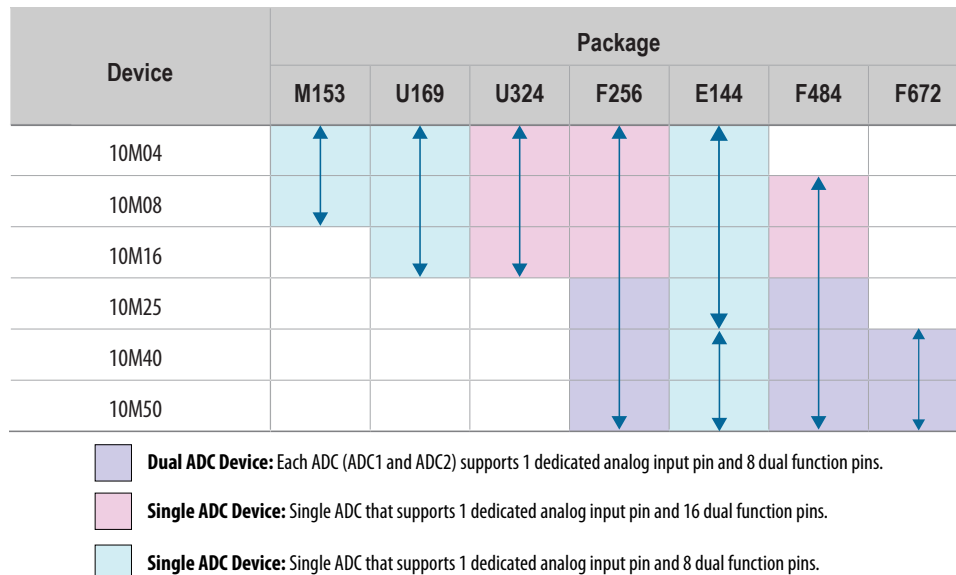 Device
Package
M153 U169 U324 F256 E144 F484 F672
10M04
10M08
10M16
10M25
10M40
10M50
Dual ADC Device: Each ADC (ADC1 and ADC2) supports 1 dedicated analog input pin and 8 dual function pins.
Single ADC Device: Single ADC that supports 1 dedicated analog input pin and 16 dual function pins.
Single ADC Device: Single ADC that supports 1 dedicated analog input pin and 8 dual function pins.